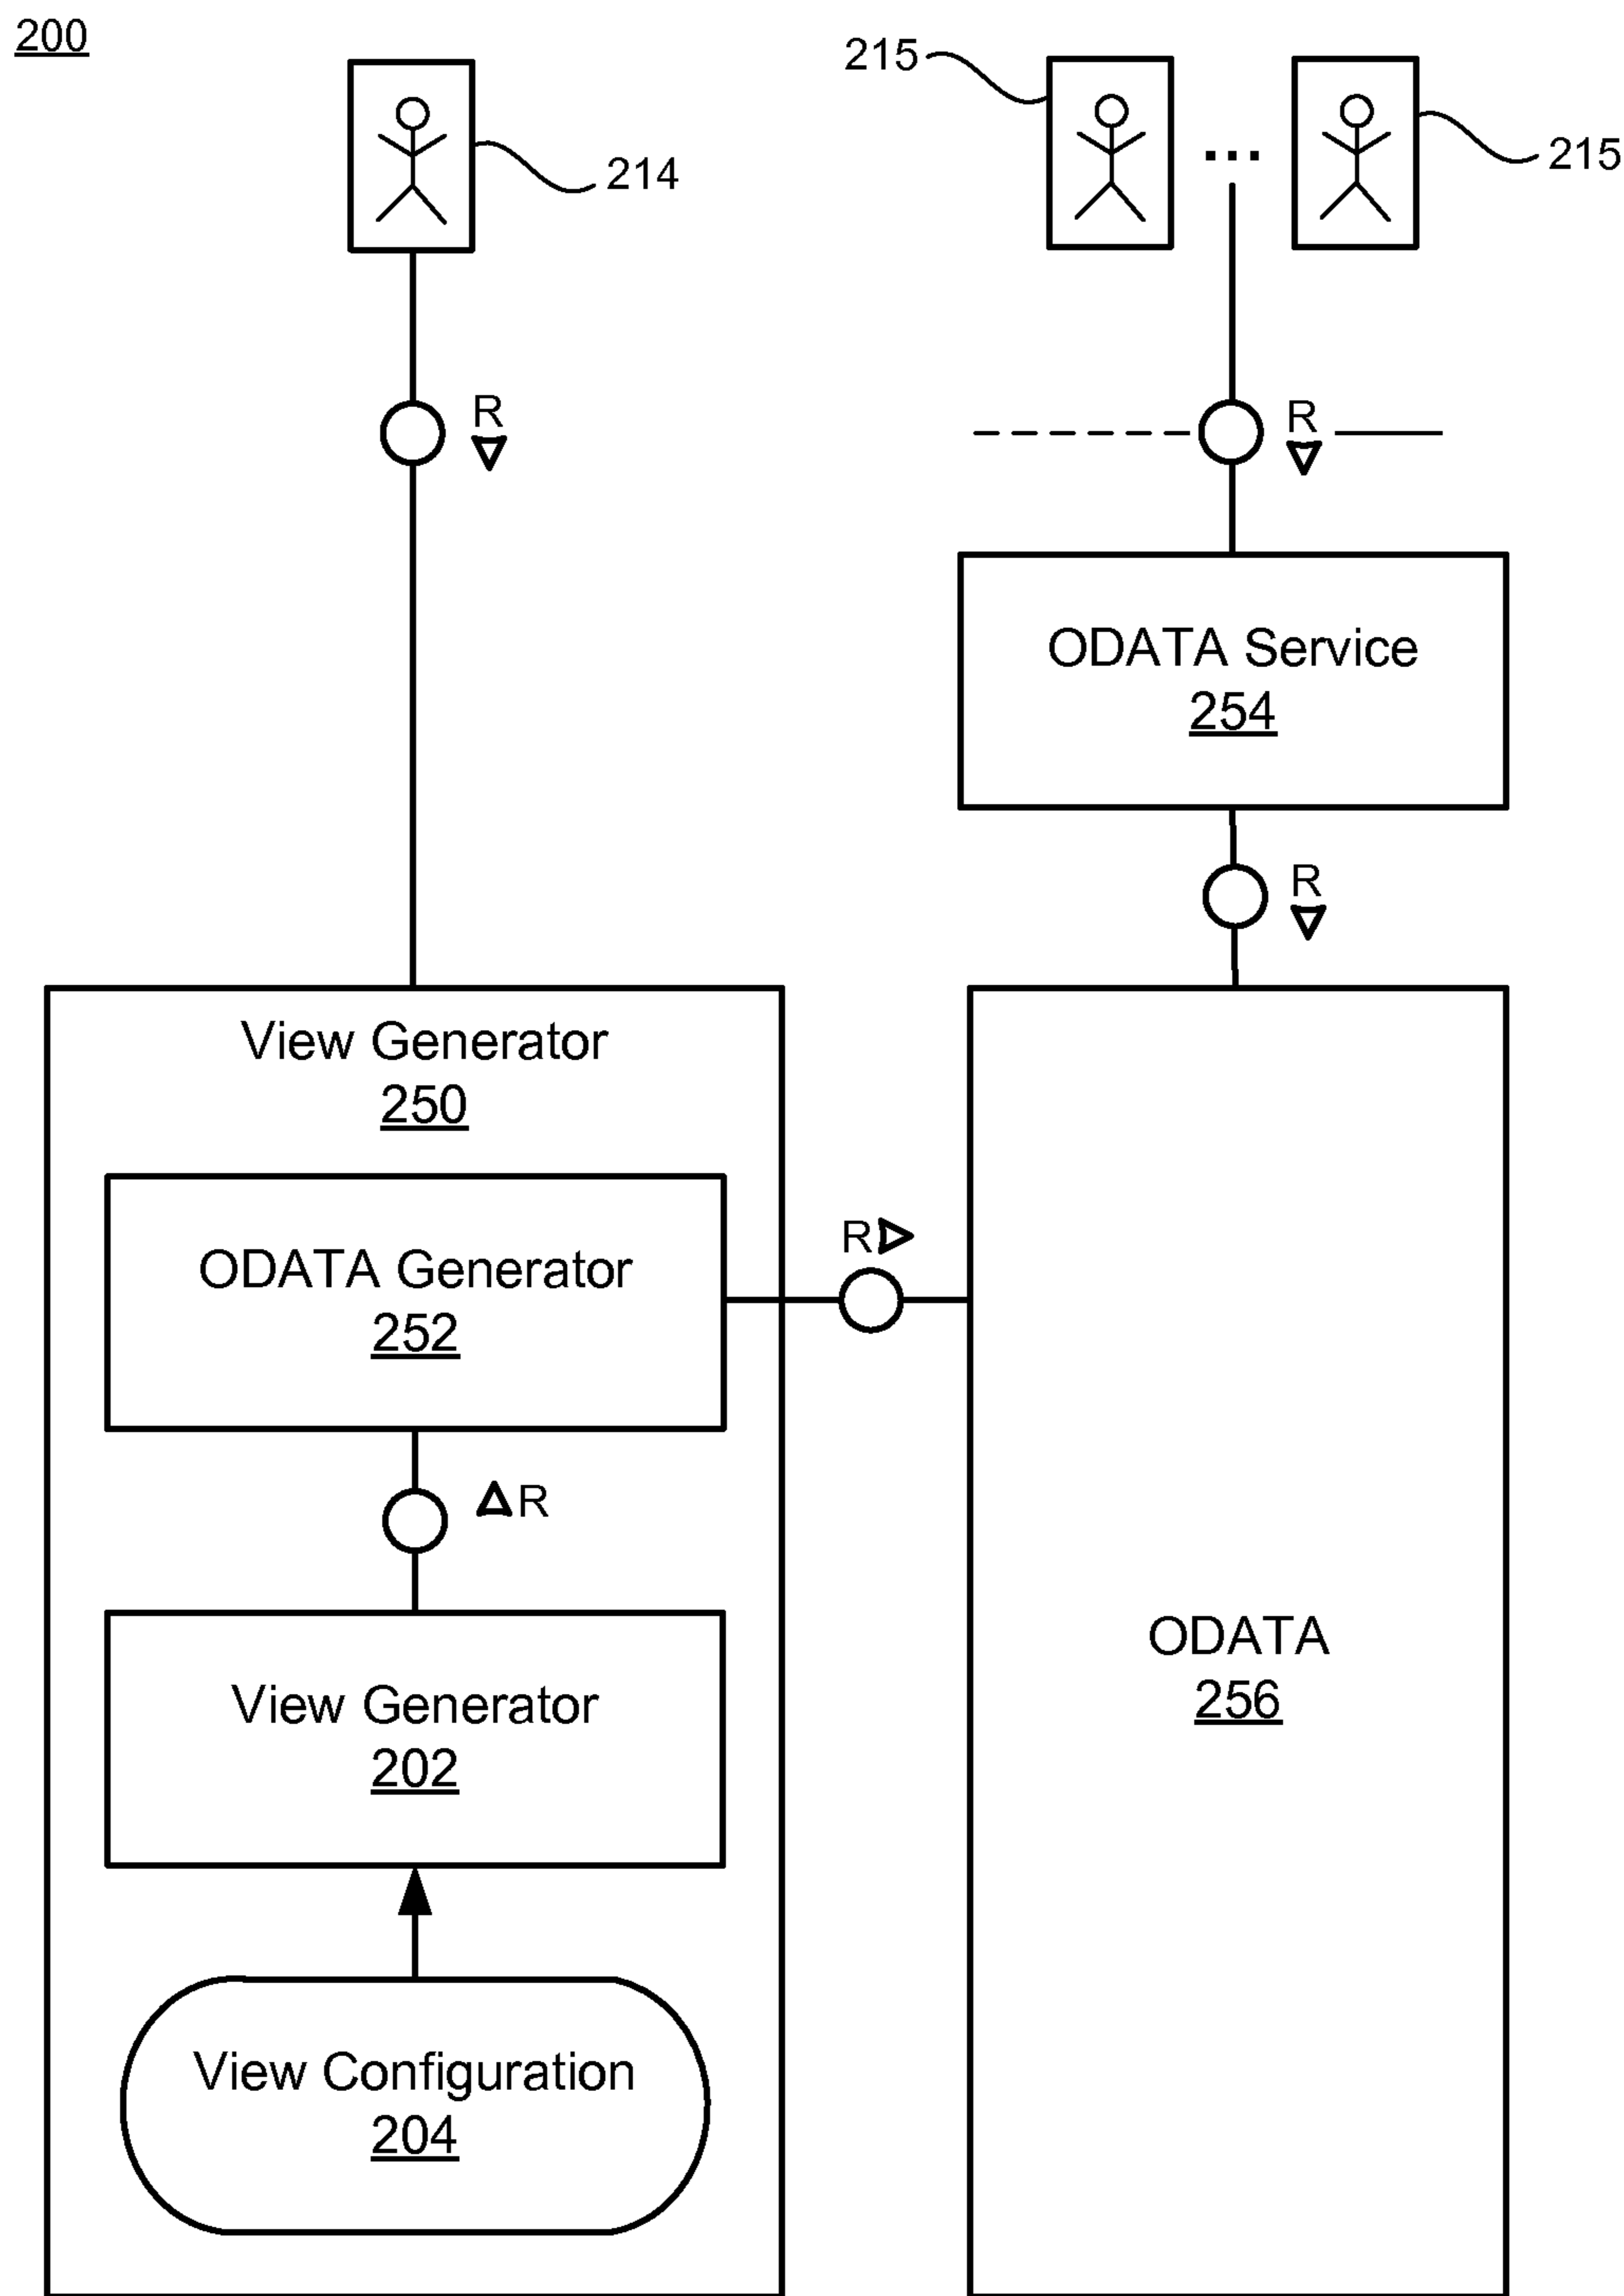 200
215
215
214
R
R
ODATA Service
254
R
View Generator
250
ODATA Generator
252
R
R
View Generator
202
ODATA
256
View Configuration
204